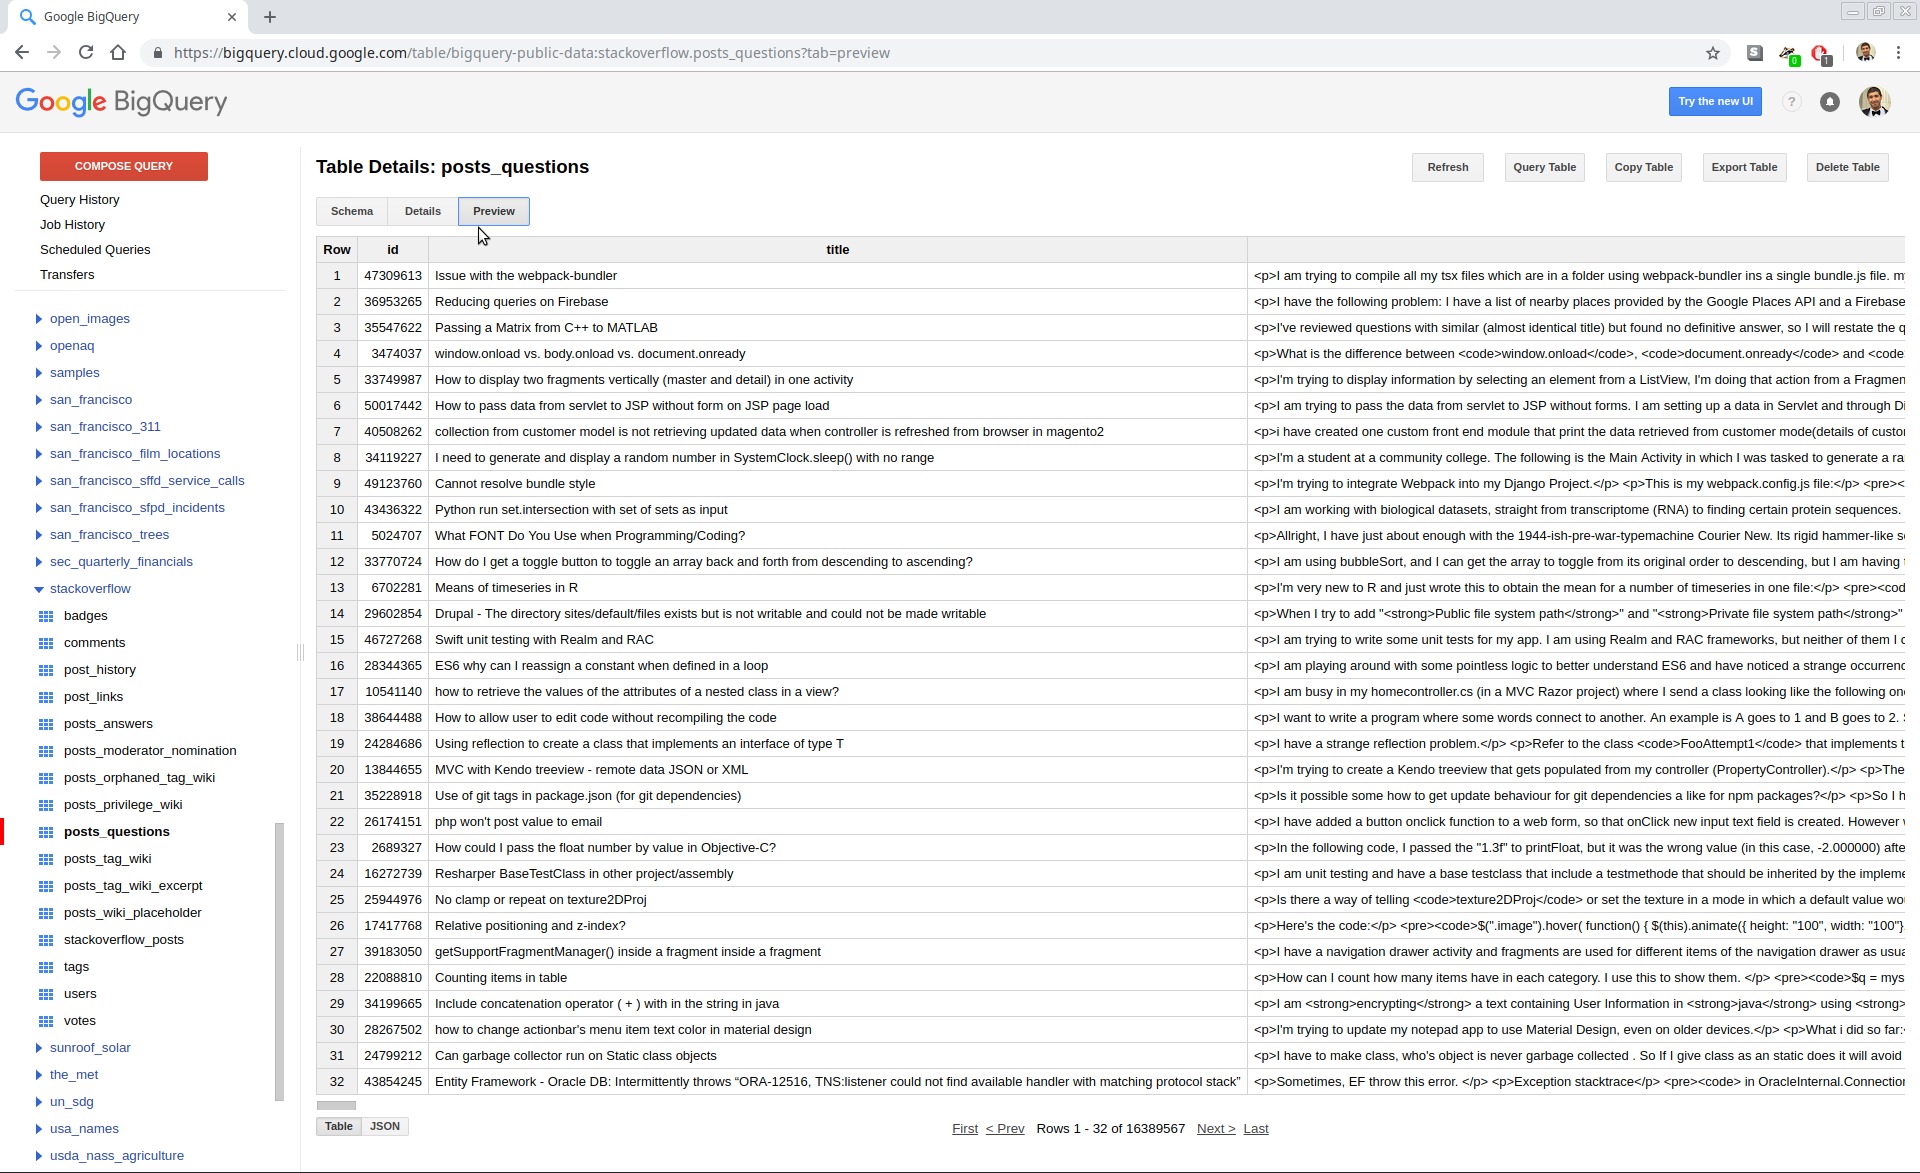 Google BigQuery
https://bigquery.cloud.google.com/table/bigquery-public-data:stackoverflow.posts_questions?tab=preview
S
0
1
Google BigQuery
Try the new UI
?
COMPOSE QUERY
Query History
Job History
Scheduled Queries
Transfers
open_images
openaq
samples
san_francisco
san_francisco_311
san_francisco_film_locations
san_francisco_sffd_service_calls
san_francisco_sfpd_incidents
san_francisco_trees
sec_quarterly_financials
stackoverflow
badges
comments
post_history
post_links
posts_answers
posts_moderator_nomination
posts_orphaned_tag_wiki
posts_privilege_wiki
posts_questions
posts_tag_wiki
posts_tag_wiki_excerpt
posts_wiki_placeholder
stackoverflow_posts
tags
users
votes
sunroof_solar
the_met
un_sdg
usa_names
usda_nass_agriculture
Table Details: posts_questions
Refresh Query Table Copy Table Export Table Delete Table
Schema Details Preview
Row id title
1 47309613 Issue with the webpack-bundler <p>I am trying to compile all my tsx files which are in a folder using webpack-bundler ins a single bundle.js file. m
2 36953265 Reducing queries on Firebase <p>I have the following problem: I have a list of nearby places provided by the Google Places API and a Firebase
3 35547622 Passing a Matrix from C++ to MATLAB <p>I've reviewed questions with similar (almost identical title) but found no definitive answer, so I will restate the q
4 3474037 window.onload vs. body.onload vs. document.onready <p>What is the difference between <code>window.onload</code>, <code>document.onready</code> and <code
5 33749987 How to display two fragments vertically (master and detail) in one activity <p>I'm trying to display information by selecting an element from a ListView, I'm doing that action from a Fragmen
6 50017442 How to pass data from servlet to JSP without form on JSP page load <p>I am trying to pass the data from servlet to JSP without forms. I am setting up a data in Servlet and through Di
7 40508262 collection from customer model is not retrieving updated data when controller is refreshed from browser in magento2 <p>i have created one custom front end module that print the data retrieved from customer mode(details of custo
8 34119227 I need to generate and display a random number in SystemClock.sleep() with no range <p>I'm a student at a community college. The following is the Main Activity in which I was tasked to generate a ra
9 49123760 Cannot resolve bundle style <p>I'm trying to integrate Webpack into my Django Project.</p> <p>This is my webpack.config.js file:</p> <pre><
10 43436322 Python run set.intersection with set of sets as input <p>I am working with biological datasets, straight from transcriptome (RNA) to finding certain protein sequences.
11 5024707 What FONT Do You Use when Programming/Coding? <p>Allright, I have just about enough with the 1944-ish-pre-war-typemachine Courier New. Its rigid hammer-like s
12 33770724 How do I get a toggle button to toggle an array back and forth from descending to ascending? <p>I am using bubbleSort, and I can get the array to toggle from its original order to descending, but I am having
13 6702281 Means of timeseries in R <p>I'm very new to R and just wrote this to obtain the mean for a number of timeseries in one file:</p> <pre><cod
14 29602854 Drupal - The directory sites/default/files exists but is not writable and could not be made writable <p>When I try to add "<strong>Public file system path</strong>" and "<strong>Private file system path</strong>"
15 46727268 Swift unit testing with Realm and RAC <p>I am trying to write some unit tests for my app. I am using Realm and RAC frameworks, but neither of them I c
16 28344365 ES6 why can I reassign a constant when defined in a loop <p>I am playing around with some pointless logic to better understand ES6 and have noticed a strange occurrenc
17 10541140 how to retrieve the values of the attributes of a nested class in a view? <p>I am busy in my homecontroller.cs (in a MVC Razor project) where I send a class looking like the following on
18 38644488 How to allow user to edit code without recompiling the code <p>I want to write a program where some words connect to another. An example is A goes to 1 and B goes to 2.
19 24284686 Using reflection to create a class that implements an interface of type T <p>I have a strange reflection problem.</p> <p>Refer to the class <code>FooAttempt1</code> that implements t
20 13844655 MVC with Kendo treeview - remote data JSON or XML <p>I'm trying to create a Kendo treeview that gets populated from my controller (PropertyController).</p> <p>The
21 35228918 Use of git tags in package.json (for git dependencies) <p>Is it possible some how to get update behaviour for git dependencies a like for npm packages?</p> <p>So I h
22 26174151 php won't post value to email <p>I have added a button onclick function to a web form, so that onClick new input text field is created. However
23 2689327 How could I pass the float number by value in Objective-C? <p>In the following code, I passed the "1.3f" to printFloat, but it was the wrong value (in this case, -2.000000) afte
24 16272739 Resharper BaseTestClass in other project/assembly <p>I am unit testing and have a base testclass that include a testmethode that should be inherited by the impleme
25 25944976 No clamp or repeat on texture2DProj <p>Is there a way of telling <code>texture2DProj</code> or set the texture in a mode in which a default value wo
26 17417768 Relative positioning and z-index? <p>Here's the code:</p> <pre><code>$(".image").hover( function() { $(this).animate({ height: "100", width: "100"}
27 39183050 getSupportFragmentManager() inside a fragment inside a fragment <p>I have a navigation drawer activity and fragments are used for different items of the navigation drawer as usua
28 22088810 Counting items in table <p>How can I count how many items have in each category. I use this to show them. </p> <pre><code>$q = mys
29 34199665 Include concatenation operator ( + ) with in the string in java <p>I am <strong>encrypting</strong> a text containing User Information in <strong>java</strong> using <strong>
30 28267502 how to change actionbar's menu item text color in material design <p>I'm trying to update my notepad app to use Material Design, even on older devices.</p> <p>What i did so far:
31 24799212 Can garbage collector run on Static class objects <p>I have to make class, who's object is never garbage collected . So If I give class as an static does it will avoid
32 43854245 Entity Framework - Oracle DB: Intermittently throws “ORA-12516, TNS:listener could not find available handler with matching protocol stack” <p>Sometimes, EF throw this error. </p> <p>Exception stacktrace</p> <pre><code> in OracleInternal.Connection
Table JSON
First < Prev Rows 1 - 32 of 16389567 Next > Last